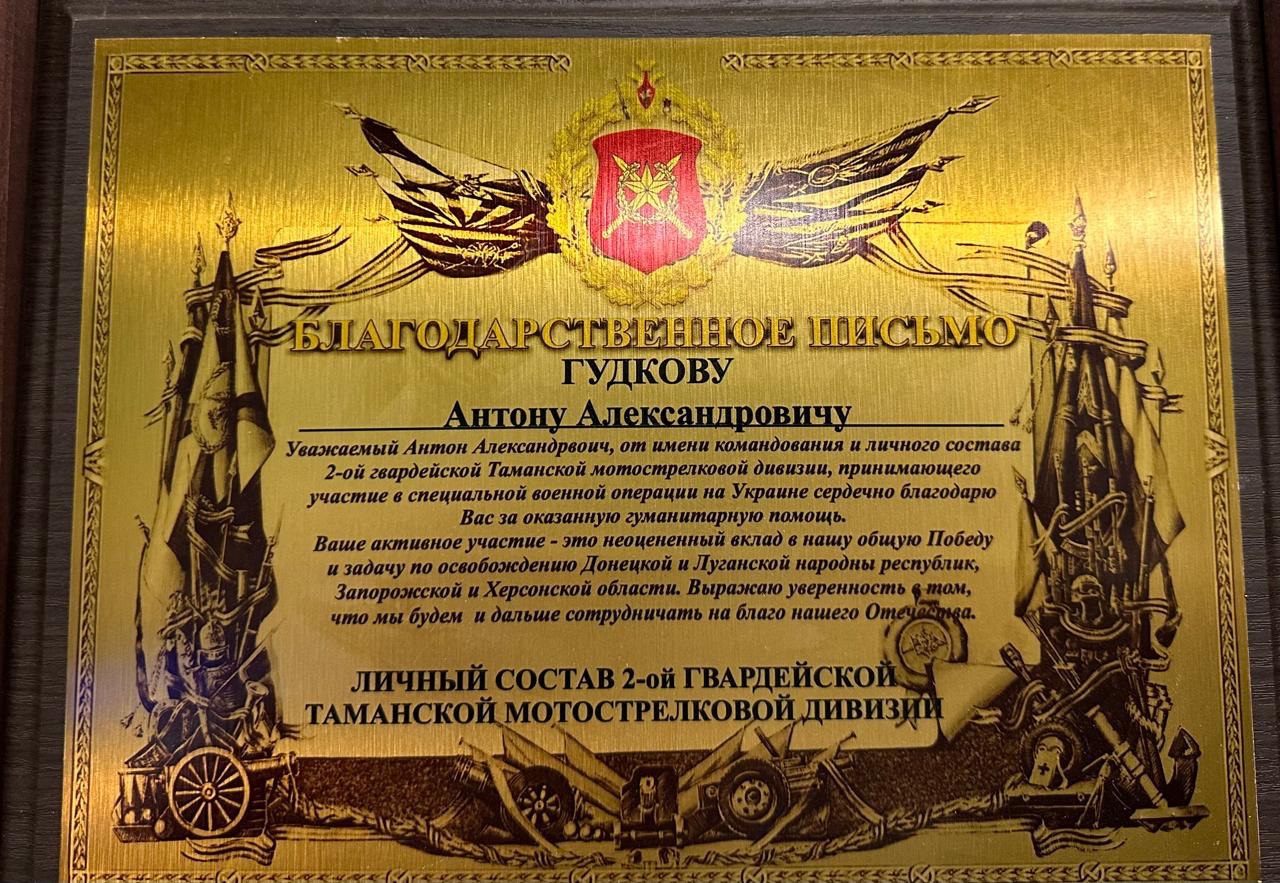 БЛАГОДАРСТВЕННОЕ ПИСЬМО
ГУДКОВУ
Антону Александровичу
Уважаемый Антон Александрвоич, от имени командования и личного состава
2-ой гвардейской Таманской мотострелковой дивизии, принимающего
участие в специальной военной операции на Украине сердечно благодарю
Вас за оказанную гуманитарную помощь.
Ваше активное участие - это неоцененный вклад в нашу общую Победу
и задачу по освобождению Донецкой и Луганской народны республик,
Запорожской и Херсонской области. Выражаю уверенность в том,
что мы будем и дальше сотрудничать на благо нашего Отечества.
ЛИЧНЫЙ СОСТАВ 2-ой ГВАРДЕЙСКОЙ
ТАМАНСКОЙ МОТОСТРЕЛКОВОЙ ДИВИЗИИ